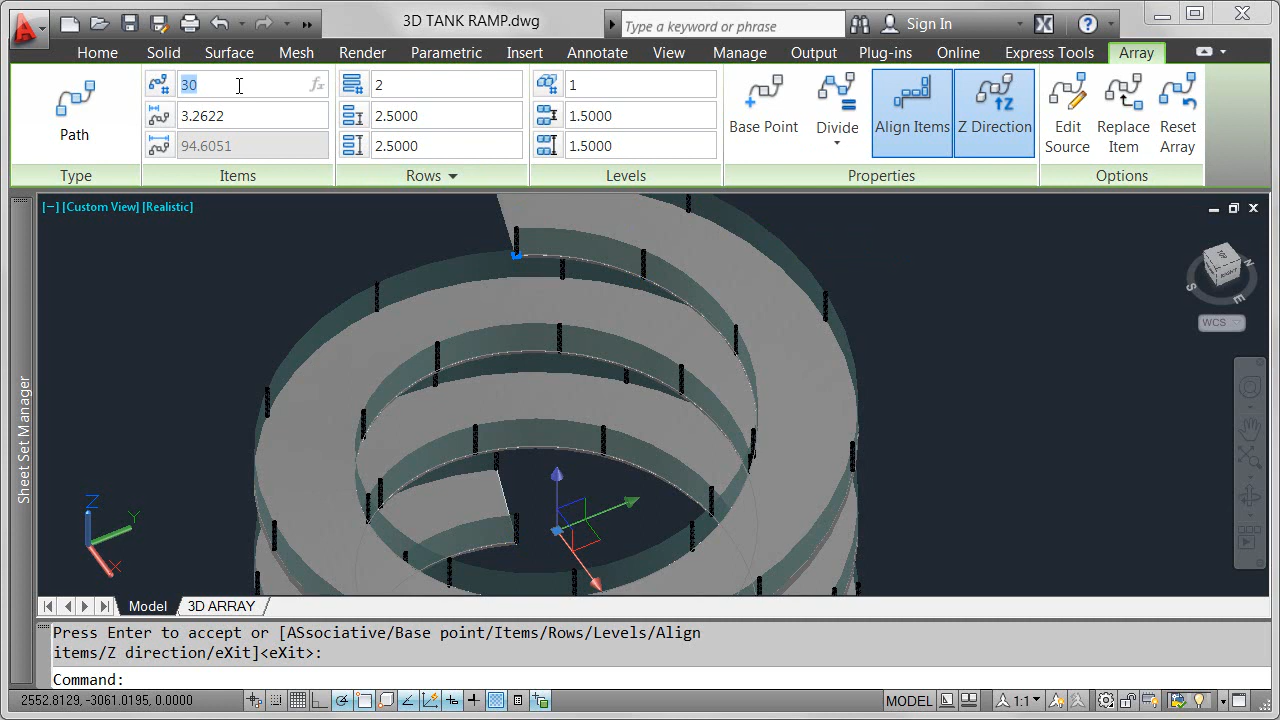 3D TANK RAMP.dwg
Type a keyword or phrase
Sign In
Home Solid Surface Mesh Render Parametric Insert Annotate View Manage Output Plug-ins Online Express Tools Array
Path
30
3.2622
94.6051
2
2.5000
2.5000
1
1.5000
1.5000
Base Point
Divide
Align Items
Z Direction
Edit
Source
Replace
Item
Reset
Array
Type Items Rows Levels Properties Options
[−] [Custom View] [Realistic]
TOP
RIGHT
N
S
E
WCS
Z
Y
X
Sheet Set Manager
Model 3D ARRAY
Press Enter to accept or [ASsociative/Base point/Items/Rows/Levels/Align
items/Z direction/eXit]<eXit>:
Command:
2552.8129, -3061.0195, 0.0000
MODEL
1:1